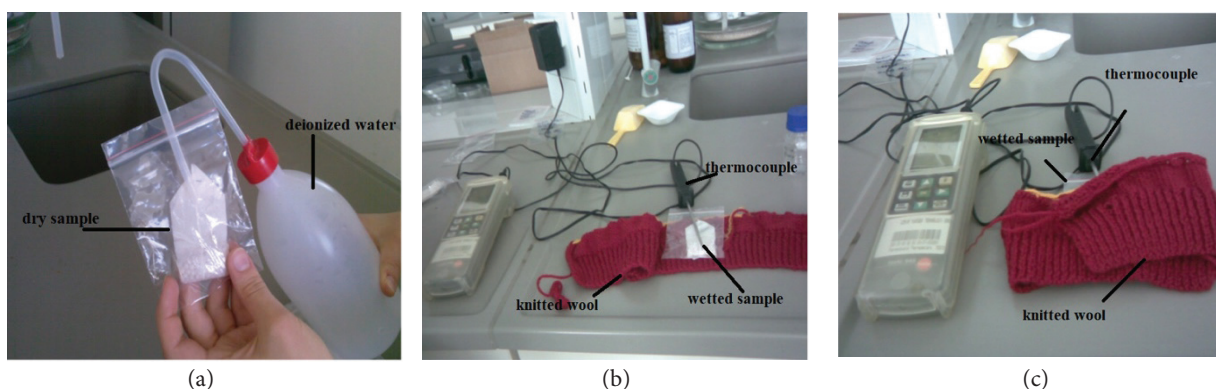 deionized water
dry sample
(a)
thermocouple
knitted wool
wetted sample
(b)
thermocouple
wetted sample
knitted wool
(c)